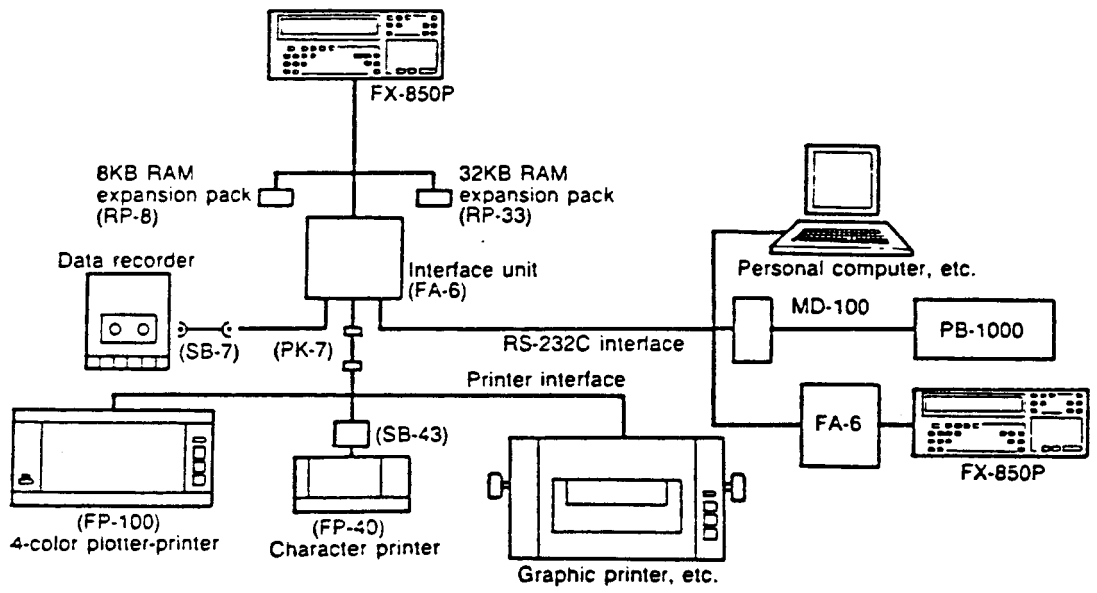 FX-850P
8KB RAM
expansion pack
(RP-8)
32KB RAM
expansion pack
(RP-33)
Data recorder
Interface unit
(FA-6)
Personal computer, etc.
MD-100
PB-1000
(SB-7)
(PK-7)
RS-232C interface
Printer interface
(SB-43)
FA-6
FX-850P
(FP-100)
4-color plotter-printer
(FP-40)
Character printer
Graphic printer, etc.